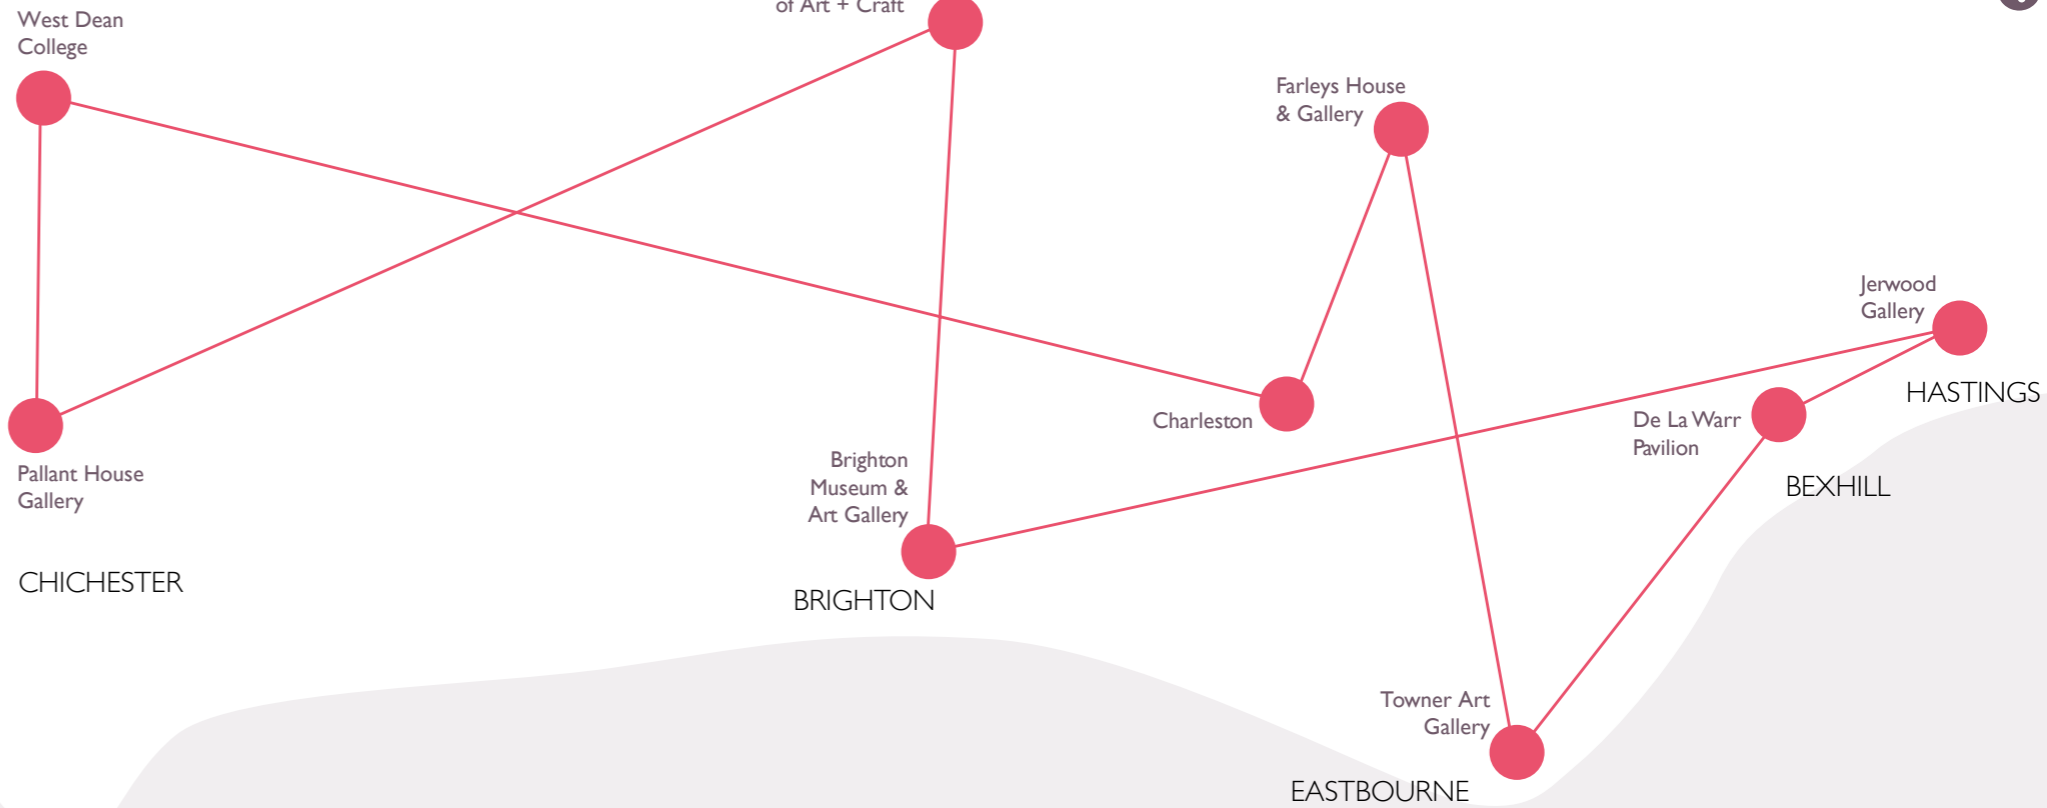 West Dean
College
of Art + Craft
Farleys House
& Gallery
Jerwood
Gallery
HASTINGS
Charleston
De La Warr
Pavilion
BEXHILL
Brighton
Museum &
Art Gallery
BRIGHTON
Pallant House
Gallery
CHICHESTER
Towner Art
Gallery
EASTBOURNE